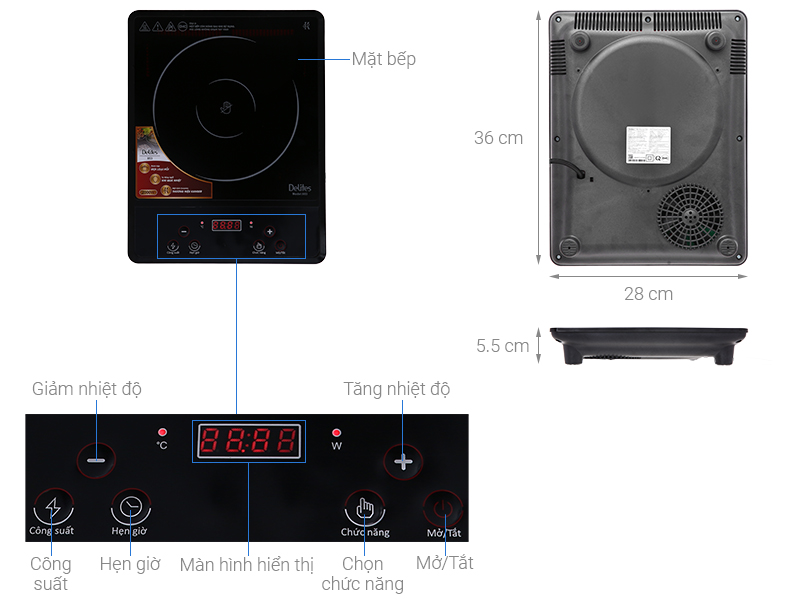 Mặt bếp
Delites
36 cm
28 cm
5.5 cm
Giảm nhiệt độ
Tăng nhiệt độ
°C
88:88
W
Công suất
Hẹn giờ
Chức năng
Mở/Tắt
Công suất
Hẹn giờ
Màn hình hiển thị
Chọn chức năng
Mở/Tắt